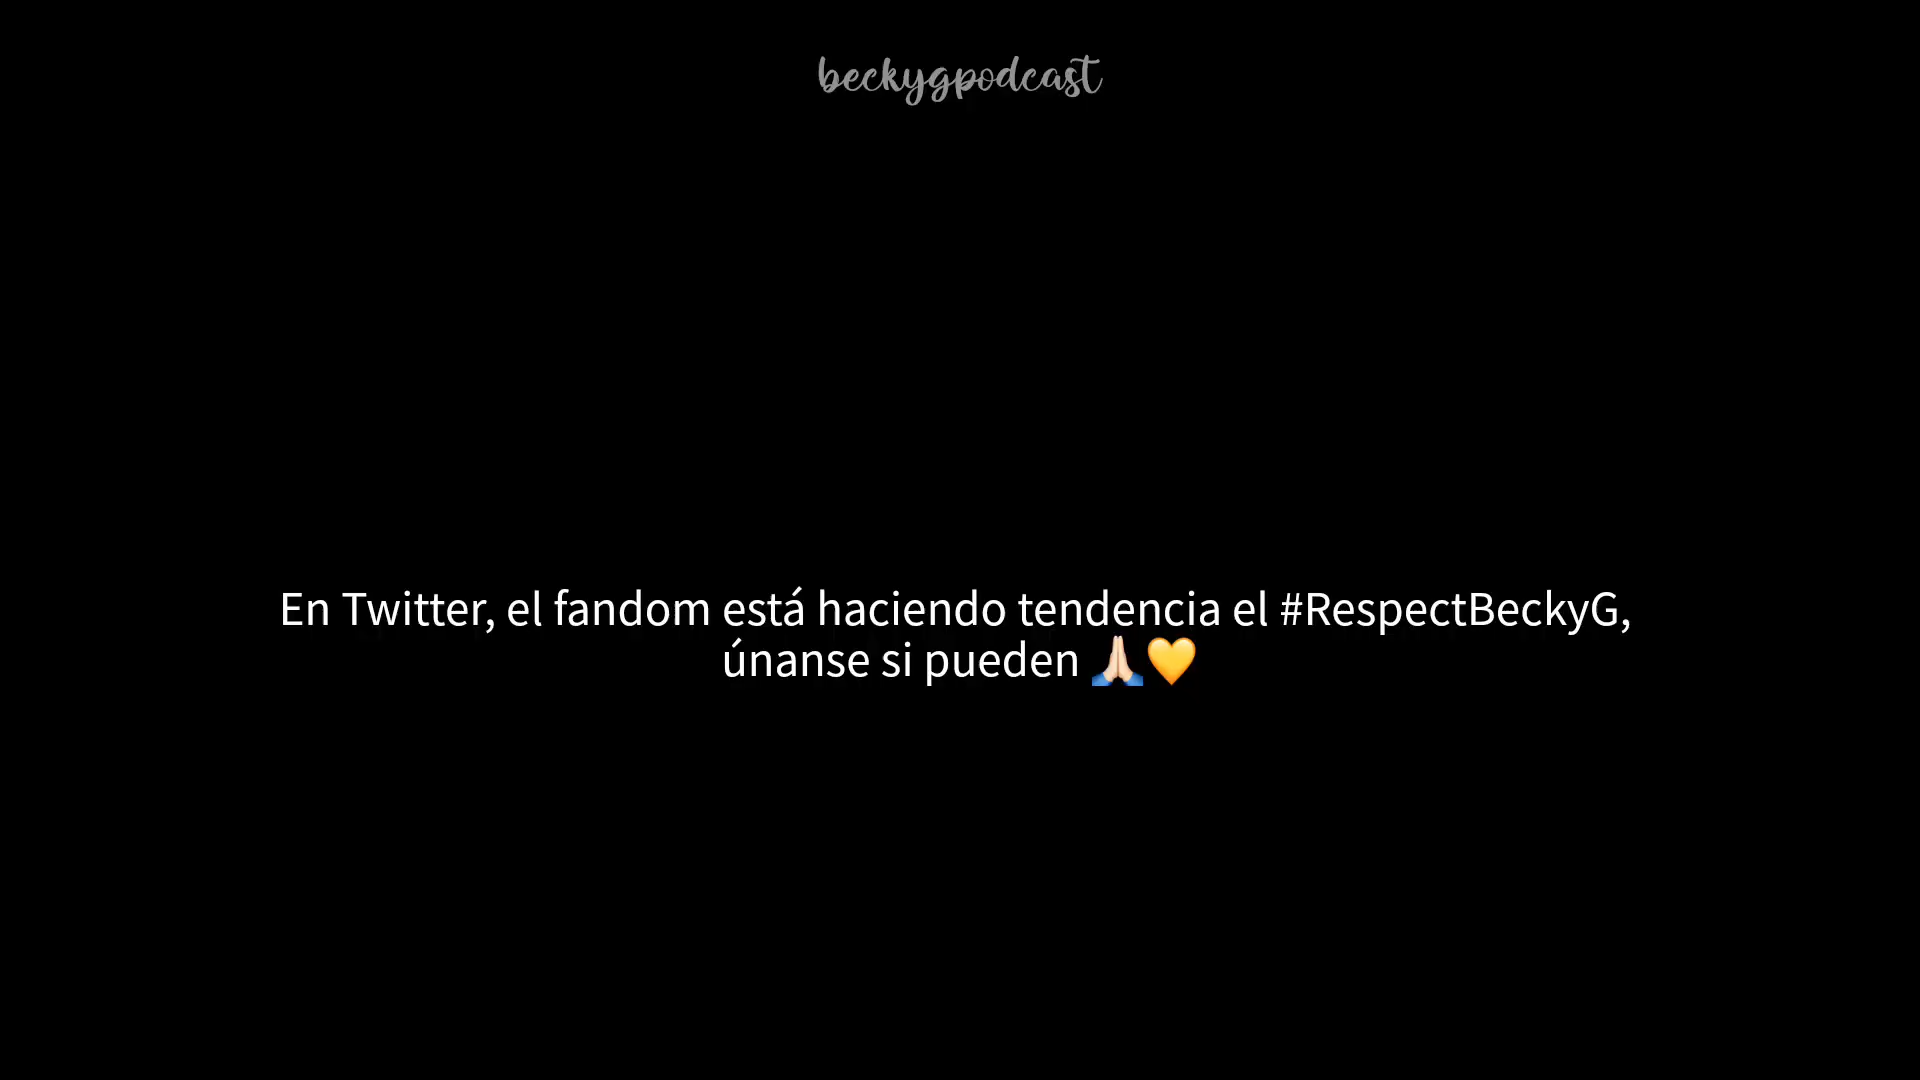 beckygpodcast
En Twitter, el fandom está haciendo tendencia el #RespectBeckyG,
únanse si pueden 🙏🏻💛